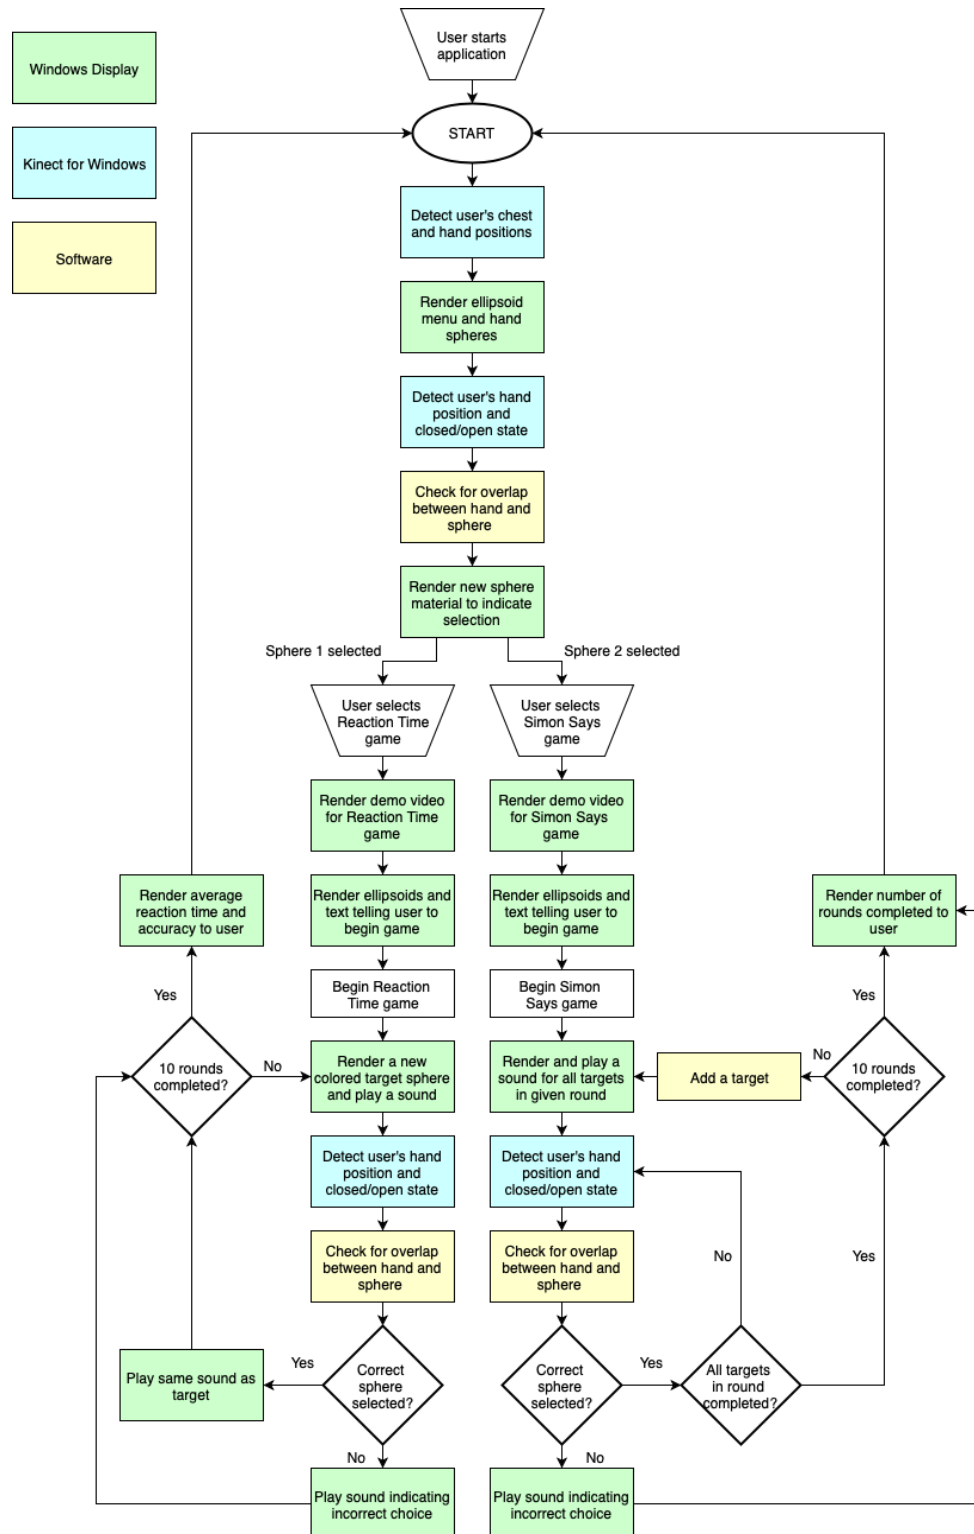 User starts
application
Windows Display
START
Kinect for Windows
Detect user's chest
and hand positions
Software
Render ellipsoid
menu and hand
spheres
Detect user's hand
position and
closed/open state
Check for overlap
between hand and
sphere
Render new sphere
material to indicate
selection
Sphere 1 selected
Sphere 2 selected
User selects
Reaction Time
game
User selects
Simon Says
game
Render demo video
for Reaction Time
game
Render demo video
for Simon Says
game
Render average
reaction time and
accuracy to user
Render ellipsoids and
text telling user to
begin game
Render ellipsoids and
text telling user to
begin game
Render number of
rounds completed to
user
Yes
Begin Reaction
Time game
Begin Simon
Says game
Yes
10 rounds
completed?
No
Render a new
colored target sphere
and play a sound
Render and play a
sound for all targets
in given round
Add a target
No
10 rounds
completed?
Detect user's hand
position and
closed/open state
Detect user's hand
position and
closed/open state
Check for overlap
between hand and
sphere
Check for overlap
between hand and
sphere
No
Yes
Play same sound as
target
Yes
Correct
sphere
selected?
Correct
sphere
selected?
Yes
All targets
in round
completed?
No
No
Play sound indicating
incorrect choice
Play sound indicating
incorrect choice